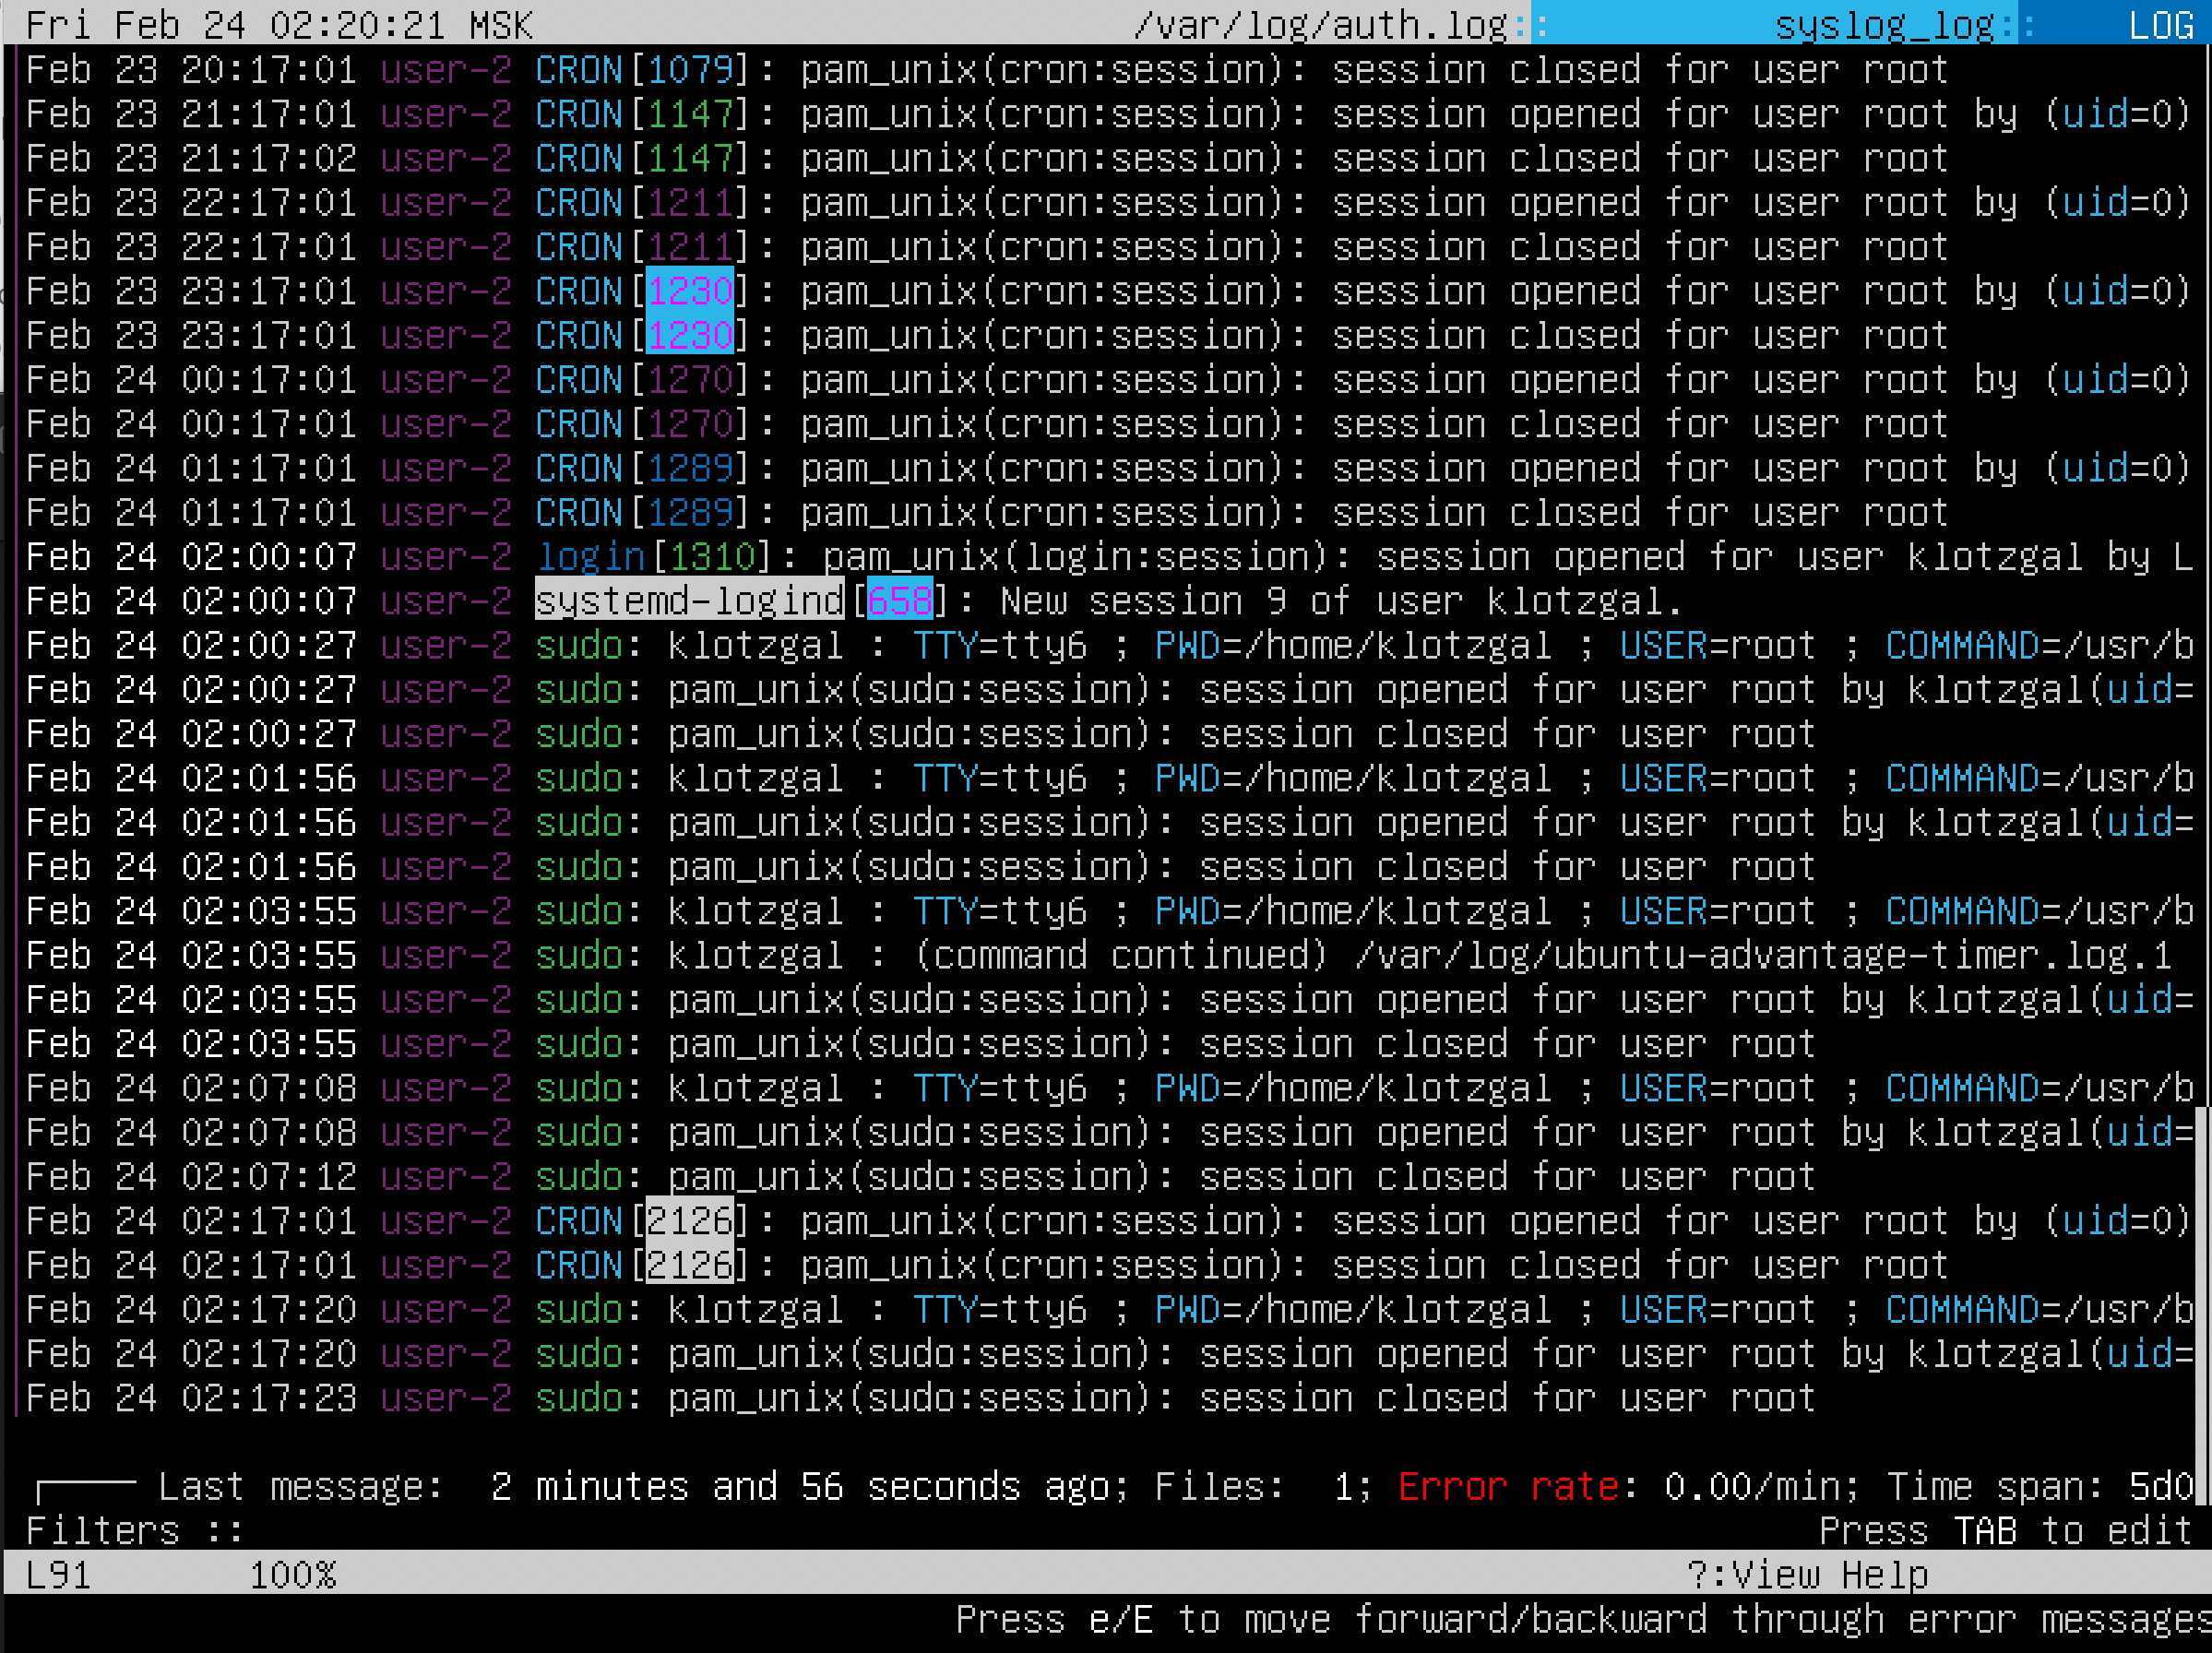 Fri Feb 24 02:20:21 MSK /var/log/auth.log:: syslog_log:: LOG
Feb 23 20:17:01 user-2 CRON[1079]: pam_unix(cron:session): session closed for user root
Feb 23 21:17:01 user-2 CRON[1147]: pam_unix(cron:session): session opened for user root by (uid=0)
Feb 23 21:17:02 user-2 CRON[1147]: pam_unix(cron:session): session closed for user root
Feb 23 22:17:01 user-2 CRON[1211]: pam_unix(cron:session): session opened for user root by (uid=0)
Feb 23 22:17:01 user-2 CRON[1211]: pam_unix(cron:session): session closed for user root
Feb 23 23:17:01 user-2 CRON[1230]: pam_unix(cron:session): session opened for user root by (uid=0)
Feb 23 23:17:01 user-2 CRON[1230]: pam_unix(cron:session): session closed for user root
Feb 24 00:17:01 user-2 CRON[1270]: pam_unix(cron:session): session opened for user root by (uid=0)
Feb 24 00:17:01 user-2 CRON[1270]: pam_unix(cron:session): session closed for user root
Feb 24 01:17:01 user-2 CRON[1289]: pam_unix(cron:session): session opened for user root by (uid=0)
Feb 24 01:17:01 user-2 CRON[1289]: pam_unix(cron:session): session closed for user root
Feb 24 02:00:07 user-2 login[1310]: pam_unix(login:session): session opened for user klotzgal by L
Feb 24 02:00:07 user-2 systemd-logind[658]: New session 9 of user klotzgal.
Feb 24 02:00:27 user-2 sudo: klotzgal : TTY=tty6 ; PWD=/home/klotzgal ; USER=root ; COMMAND=/usr/b
Feb 24 02:00:27 user-2 sudo: pam_unix(sudo:session): session opened for user root by klotzgal(uid=
Feb 24 02:00:27 user-2 sudo: pam_unix(sudo:session): session closed for user root
Feb 24 02:01:56 user-2 sudo: klotzgal : TTY=tty6 ; PWD=/home/klotzgal ; USER=root ; COMMAND=/usr/b
Feb 24 02:01:56 user-2 sudo: pam_unix(sudo:session): session opened for user root by klotzgal(uid=
Feb 24 02:01:56 user-2 sudo: pam_unix(sudo:session): session closed for user root
Feb 24 02:03:55 user-2 sudo: klotzgal : TTY=tty6 ; PWD=/home/klotzgal ; USER=root ; COMMAND=/usr/b
Feb 24 02:03:55 user-2 sudo: klotzgal : (command continued) /var/log/ubuntu-advantage-timer.log.1
Feb 24 02:03:55 user-2 sudo: pam_unix(sudo:session): session opened for user root by klotzgal(uid=
Feb 24 02:03:55 user-2 sudo: pam_unix(sudo:session): session closed for user root
Feb 24 02:07:08 user-2 sudo: klotzgal : TTY=tty6 ; PWD=/home/klotzgal ; USER=root ; COMMAND=/usr/b
Feb 24 02:07:08 user-2 sudo: pam_unix(sudo:session): session opened for user root by klotzgal(uid=
Feb 24 02:07:12 user-2 sudo: pam_unix(sudo:session): session closed for user root
Feb 24 02:17:01 user-2 CRON[2126]: pam_unix(cron:session): session opened for user root by (uid=0)
Feb 24 02:17:01 user-2 CRON[2126]: pam_unix(cron:session): session closed for user root
Feb 24 02:17:20 user-2 sudo: klotzgal : TTY=tty6 ; PWD=/home/klotzgal ; USER=root ; COMMAND=/usr/b
Feb 24 02:17:20 user-2 sudo: pam_unix(sudo:session): session opened for user root by klotzgal(uid=
Feb 24 02:17:23 user-2 sudo: pam_unix(sudo:session): session closed for user root
Last message: 2 minutes and 56 seconds ago; Files: 1; Error rate: 0.00/min; Time span: 5d0
Filters :: Press TAB to edit
L91 100% ?:View Help
Press e/E to move forward/backward through error messages